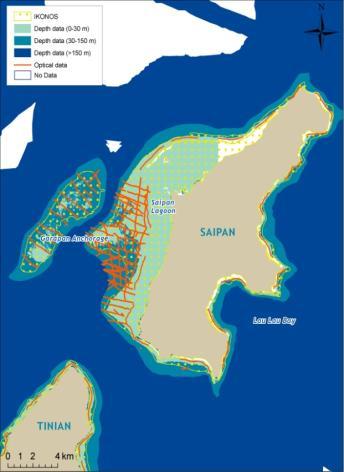 IKONOS
Depth data (0-30 m)
Depth data (30-150 m)
Depth data (>150 m)
Optical data
No Data
N
Saipan
Lagoon
SAIPAN
Garapan Anchorage
Lau Lau Bay
TINIAN
0 1 2 4 km